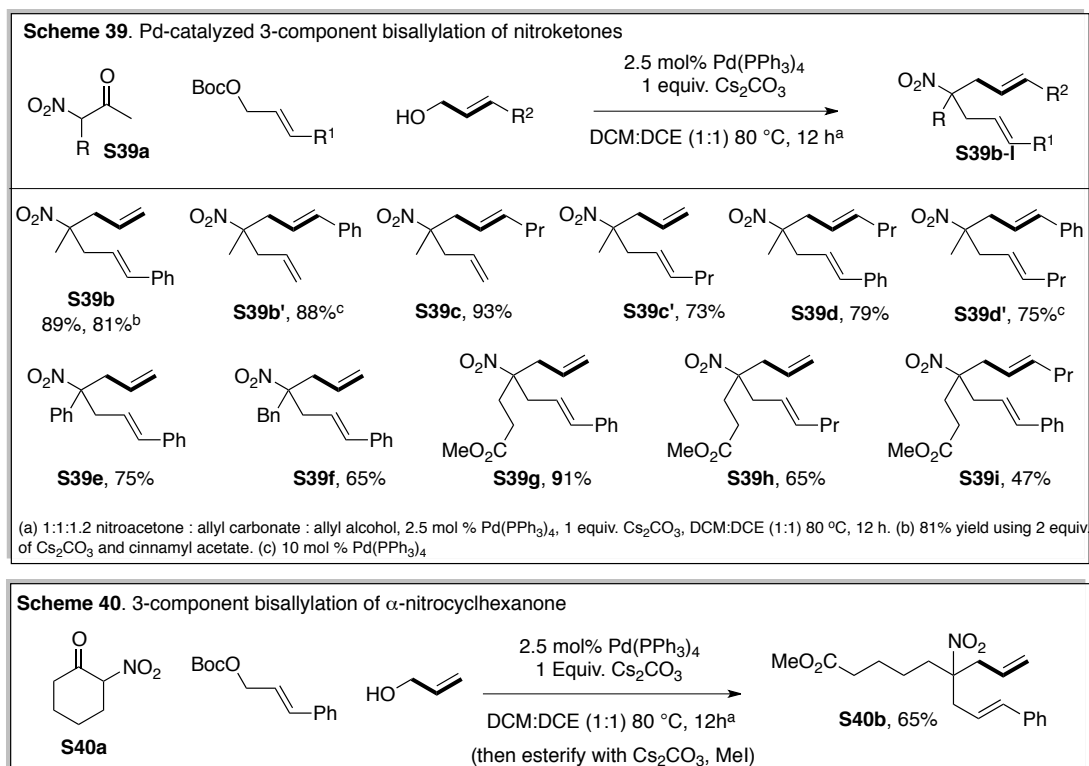 Scheme 39. Pd-catalyzed 3-component bisallylation of nitroketones
O
O₂N
R
S39a
BocO
R¹
HO
R²
2.5 mol% Pd(PPh₃)₄
1 equiv. Cs₂CO₃
DCM:DCE (1:1) 80 °C, 12 hᵃ
O₂N
R
R²
R¹
S39b-l
O₂N
Ph
S39b
89%, 81%ᵇ
O₂N
Ph
S39b', 88%ᶜ
O₂N
Pr
S39c, 93%
O₂N
Pr
S39c', 73%
O₂N
Pr
Ph
S39d, 79%
O₂N
Ph
Pr
S39d', 75%ᶜ
O₂N
Ph
Ph
S39e, 75%
O₂N
Bn
Ph
S39f, 65%
O₂N
MeO
O
Ph
S39g, 91%
O₂N
MeO
O
Pr
S39h, 65%
O₂N
Pr
MeO
O
Ph
S39i, 47%
(a) 1:1:1.2 nitroacetone : allyl carbonate : allyl alcohol, 2.5 mol % Pd(PPh₃)₄, 1 equiv. Cs₂CO₃, DCM:DCE (1:1) 80 ºC, 12 h. (b) 81% yield using 2 equiv.
of Cs₂CO₃ and cinnamyl acetate. (c) 10 mol % Pd(PPh₃)₄
Scheme 40. 3-component bisallylation of α-nitrocyclhexanone
O
NO₂
S40a
BocO
Ph
HO
2.5 mol% Pd(PPh₃)₄
1 Equiv. Cs₂CO₃
DCM:DCE (1:1) 80 °C, 12hᵃ
(then esterify with Cs₂CO₃, MeI)
O
MeO
NO₂
Ph
S40b, 65%